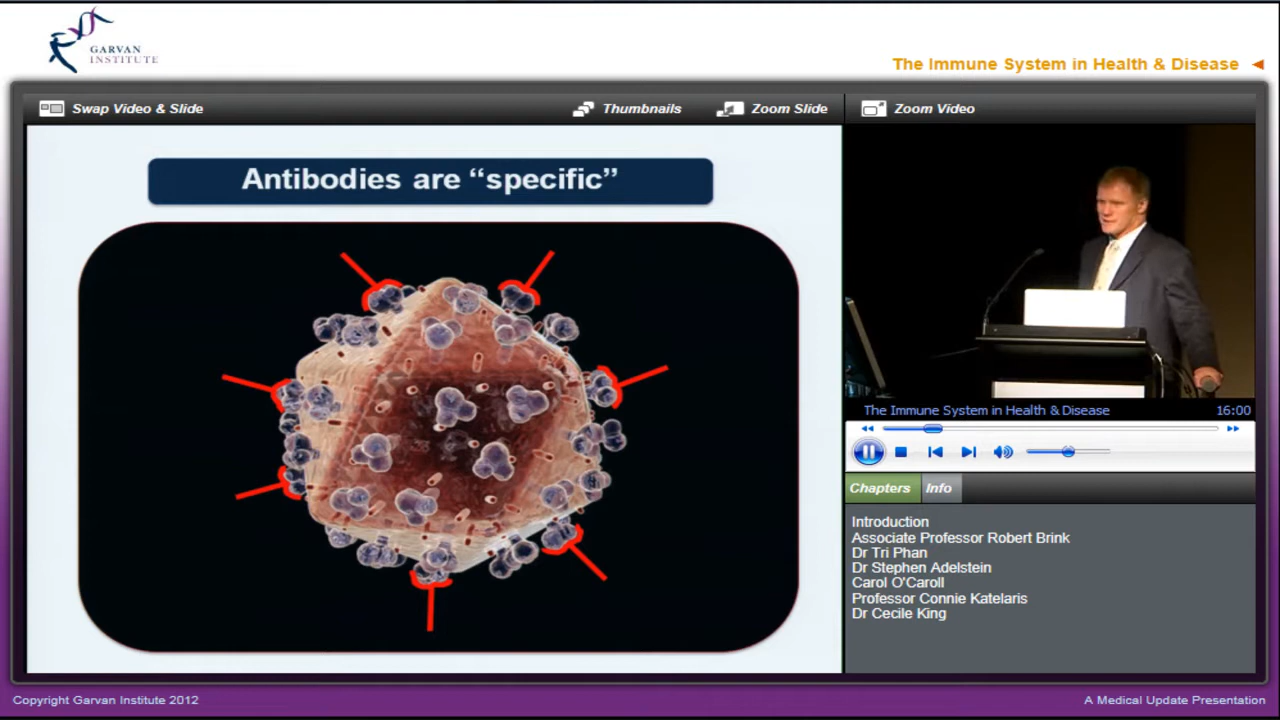 GARVAN
INSTITUTE
The Immune System in Health & Disease
Swap Video & Slide
Thumbnails
Zoom Slide
Zoom Video
Antibodies are “specific”
The Immune System in Health & Disease
16:00
Chapters
Info
Introduction
Associate Professor Robert Brink
Dr Tri Phan
Dr Stephen Adelstein
Carol O'Caroll
Professor Connie Katelaris
Dr Cecile King
Copyright Garvan Institute 2012
A Medical Update Presentation